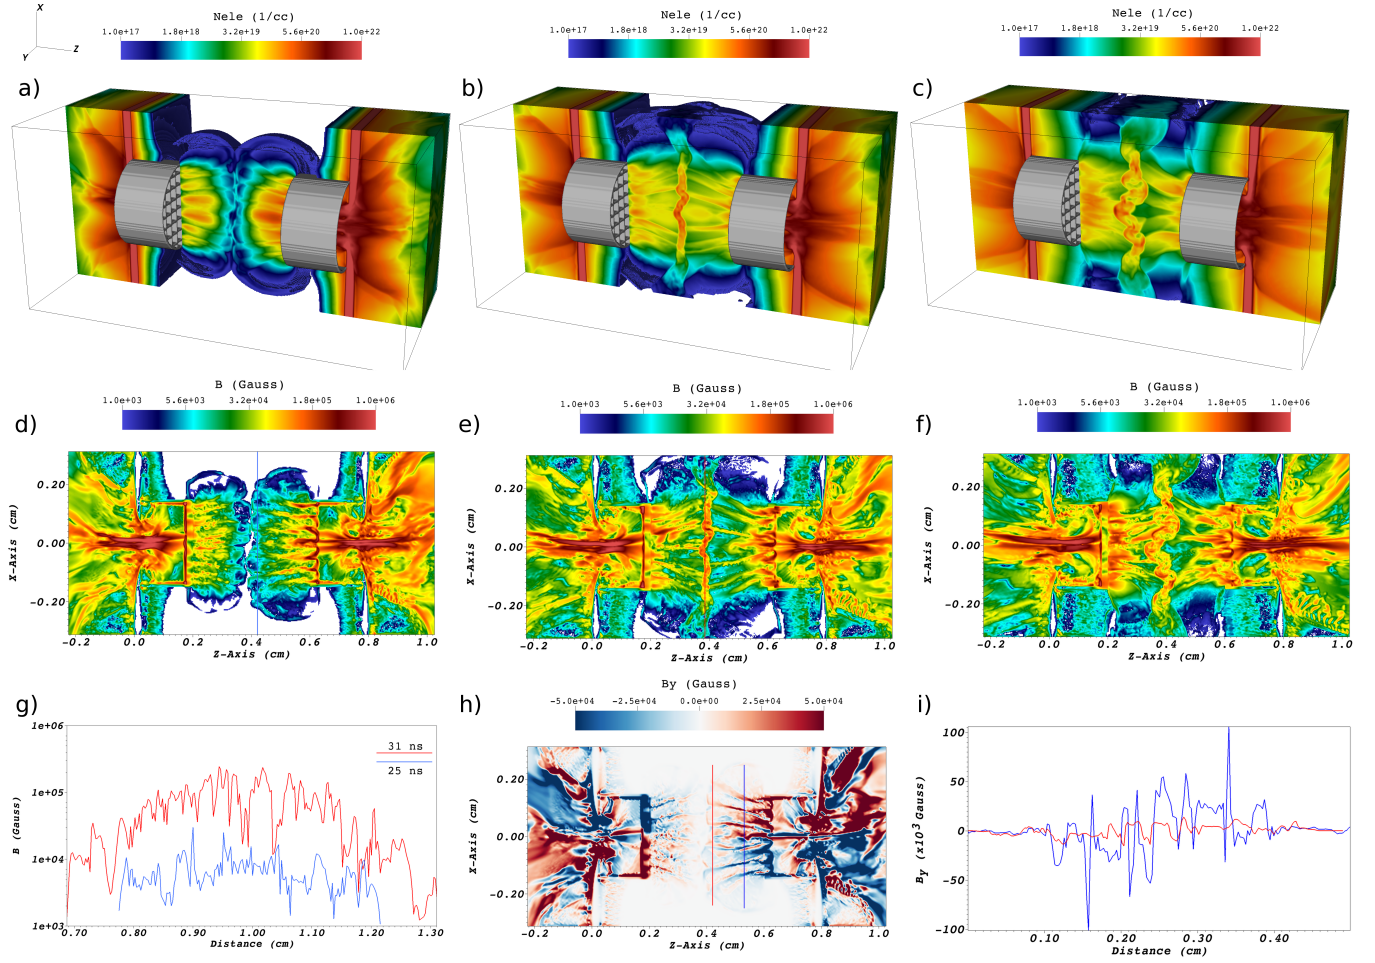 X
Y
Z
Nele (1/cc)
1.0e+17 1.8e+18 3.2e+19 5.6e+20 1.0e+22
Nele (1/cc)
1.0e+17 1.8e+18 3.2e+19 5.6e+20 1.0e+22
Nele (1/cc)
1.0e+17 1.8e+18 3.2e+19 5.6e+20 1.0e+22
a)
b)
c)
B (Gauss)
1.0e+03 5.6e+03 3.2e+04 1.8e+05 1.0e+06
B (Gauss)
1.0e+03 5.6e+03 3.2e+04 1.8e+05 1.0e+06
B (Gauss)
1.0e+03 5.6e+03 3.2e+04 1.8e+05 1.0e+06
d)
X-Axis (cm)
0.20
0.00
-0.20
-0.2 0.0 0.2 0.4 0.6 0.8 1.0
Z-Axis (cm)
e)
X-Axis (cm)
0.20
0.00
-0.20
-0.2 0.0 0.2 0.4 0.6 0.8 1.0
Z-Axis (cm)
f)
X-Axis (cm)
0.20
0.00
-0.20
-0.2 0.0 0.2 0.4 0.6 0.8 1.0
Z-Axis (cm)
g)
B (Gauss)
1e+06
1e+05
1e+04
1e+03
31 ns
25 ns
0.70 0.80 0.90 1.00 1.10 1.20 1.30
Distance (cm)
h)
By (Gauss)
-5.0e+04 -2.5e+04 0.0e+00 2.5e+04 5.0e+04
X-Axis (cm)
0.20
0.00
-0.20
-0.2 0.0 0.2 0.4 0.6 0.8 1.0
Z-Axis (cm)
i)
By (x10³ Gauss)
100
50
0
-50
-100
0.10 0.20 0.30 0.40
Distance (cm)